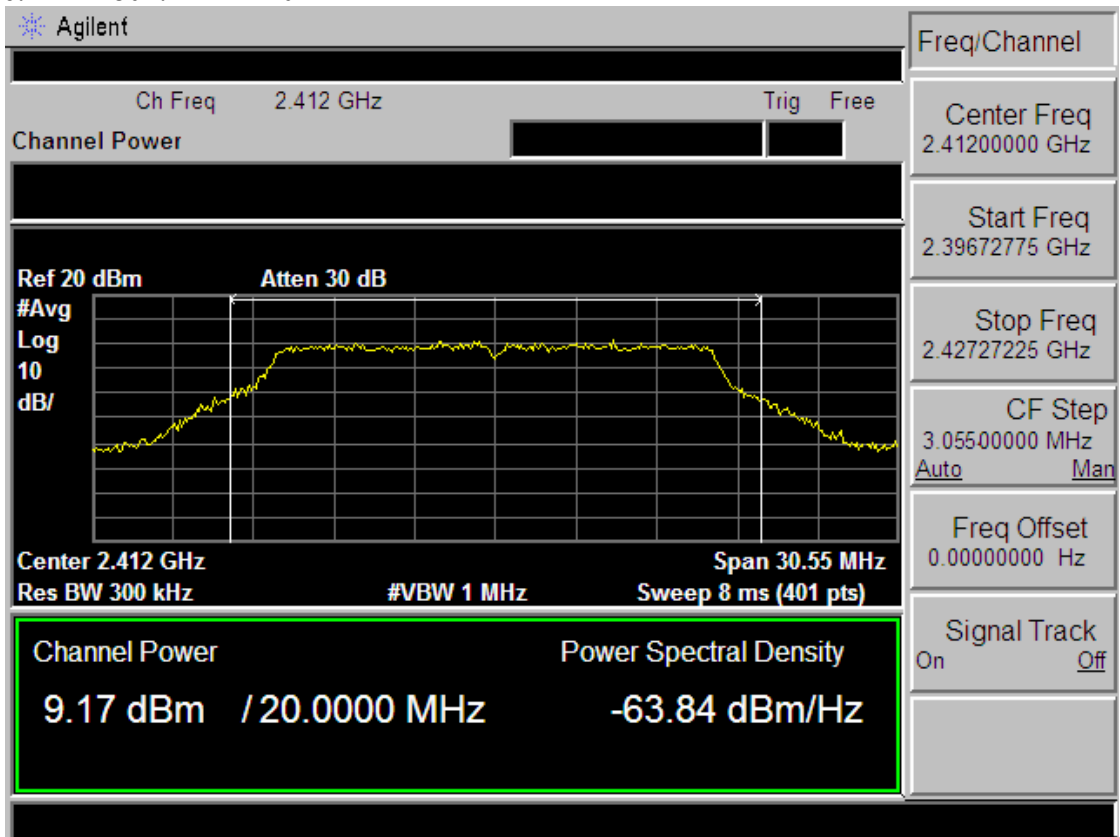 Agilent
Freq/Channel
Ch Freq 2.412 GHz Trig Free
Channel Power
Center Freq
2.41200000 GHz
Start Freq
2.39672775 GHz
Stop Freq
2.42727225 GHz
CF Step
3.05500000 MHz
Auto Man
Freq Offset
0.00000000 Hz
Signal Track
On Off
Ref 20 dBm Atten 30 dB
#Avg
Log
10
dB/
Center 2.412 GHz Span 30.55 MHz
Res BW 300 kHz #VBW 1 MHz Sweep 8 ms (401 pts)
Channel Power Power Spectral Density
9.17 dBm / 20.0000 MHz -63.84 dBm/Hz